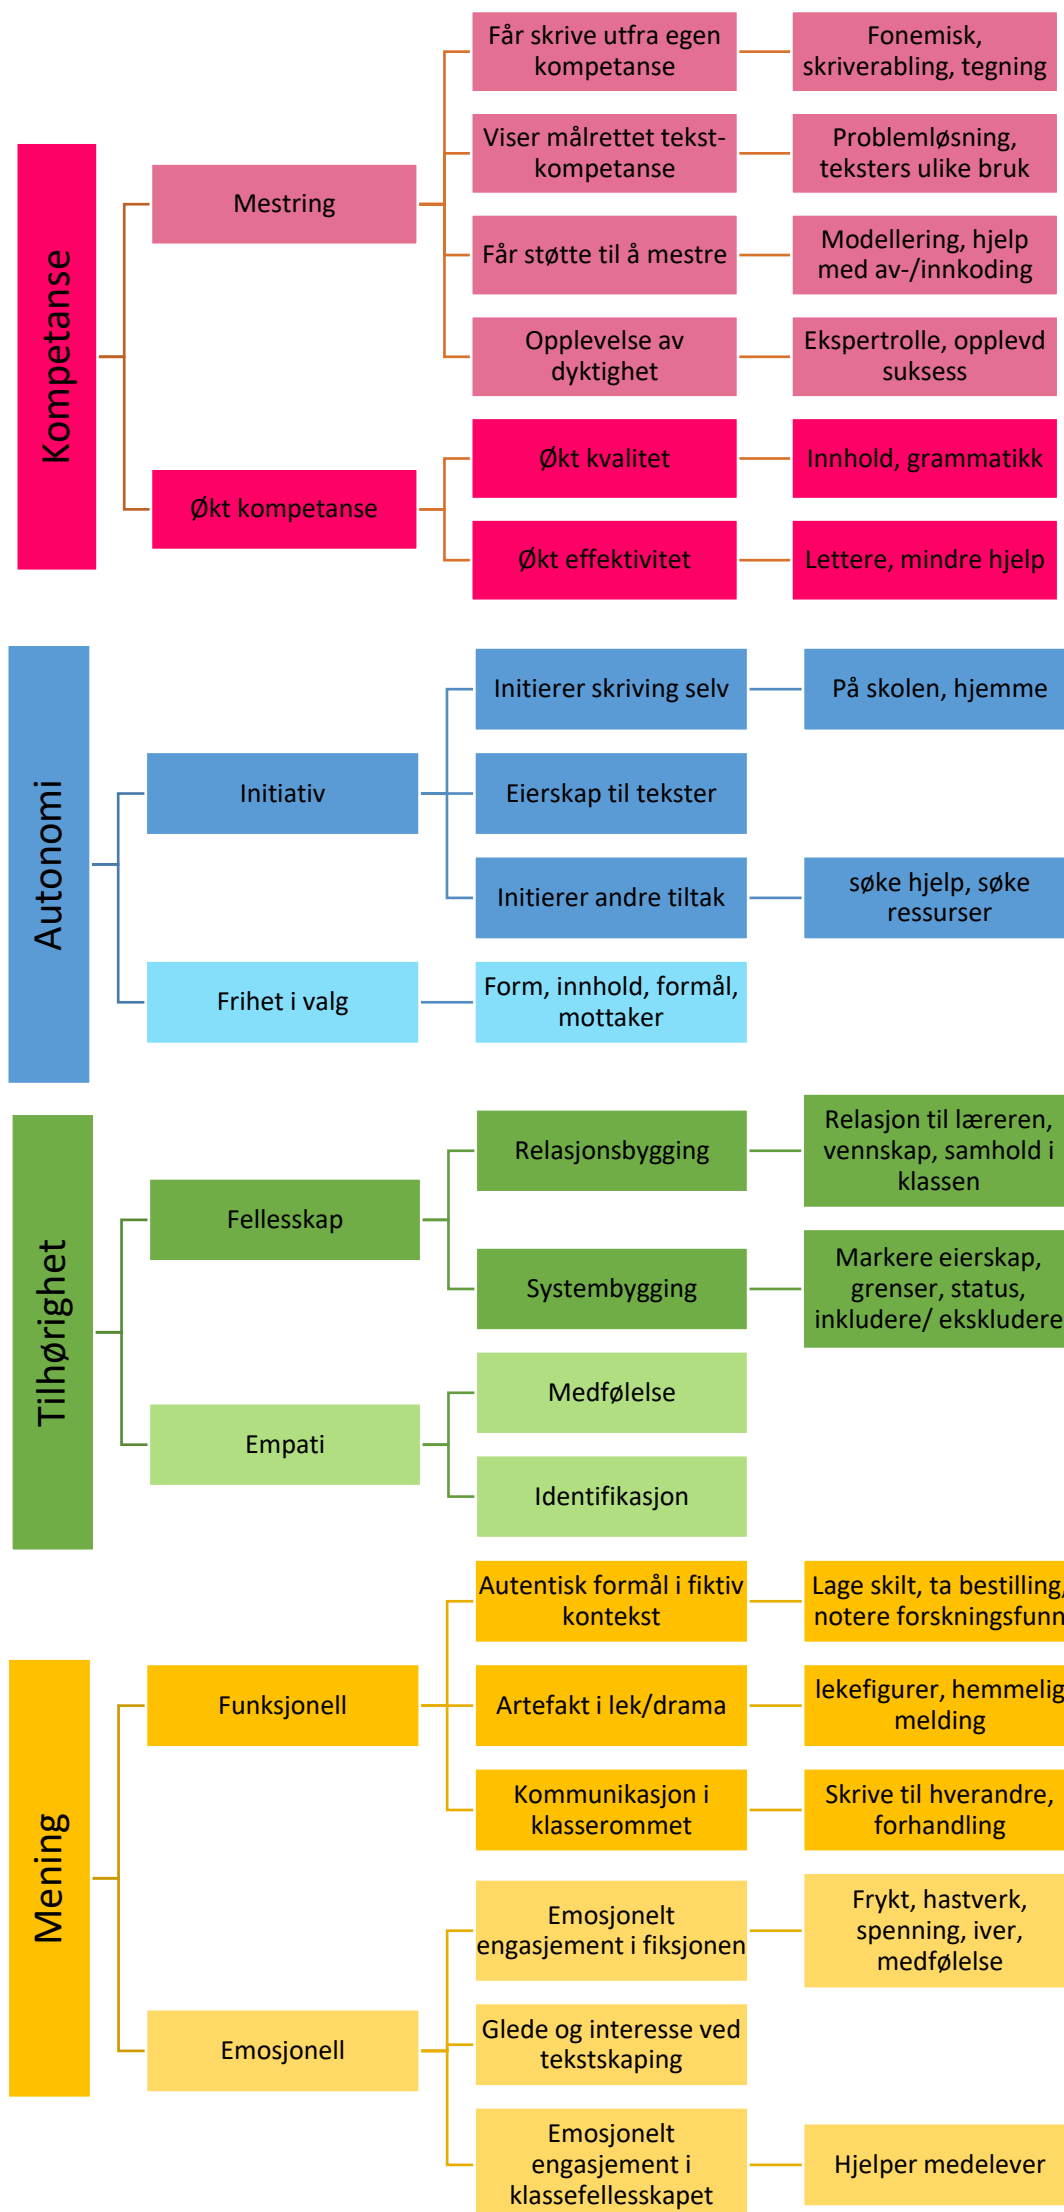 Kompetanse
Mestring
Får skrive utfra egen
kompetanse
Fonemisk,
skriverabling, tegning
Viser målrettet tekst-
kompetanse
Problemløsning,
teksters ulike bruk
Får støtte til å mestre
Modellering, hjelp
med av-/innkoding
Opplevelse av
dyktighet
Ekspertrolle, opplevd
suksess
Økt kompetanse
Økt kvalitet
Innhold, grammatikk
Økt effektivitet
Lettere, mindre hjelp
Autonomi
Initiativ
Initierer skriving selv
På skolen, hjemme
Eierskap til tekster
Initierer andre tiltak
søke hjelp, søke
ressurser
Frihet i valg
Form, innhold, formål,
mottaker
Tilhørighet
Fellesskap
Relasjonsbygging
Relasjon til læreren,
vennskap, samhold i
klassen
Systembygging
Markere eierskap,
grenser, status,
inkludere/ ekskludere
Empati
Medfølelse
Identifikasjon
Mening
Funksjonell
Autentisk formål i fiktiv
kontekst
Lage skilt, ta bestilling,
notere forskningsfunn
Artefakt i lek/drama
lekefigurer, hemmelig
melding
Kommunikasjon i
klasserommet
Skrive til hverandre,
forhandling
Emosjonell
Emosjonelt
engasjement i fiksjonen
Frykt, hastverk,
spenning, iver,
medfølelse
Glede og interesse ved
tekstskaping
Emosjonelt
engasjement i
klassefellesskapet
Hjelper medelever